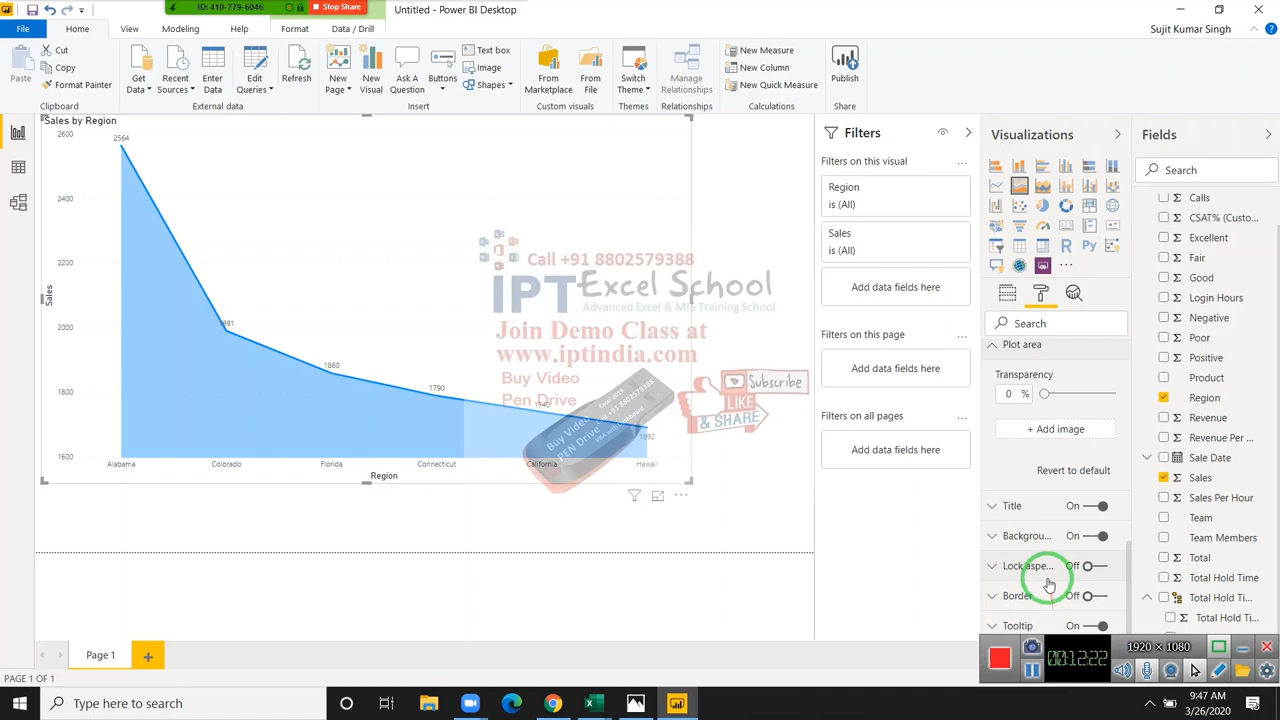 ID: 410-779-6046
Stop Share
Untitled - Power BI Desktop
File
Home
View
Modeling
Help
Format
Data / Drill
Sujit Kumar Singh
Paste
Cut
Copy
Format Painter
Clipboard
Get Data
Recent Sources
Enter Data
Edit Queries
Refresh
External data
New Page
New Visual
Ask A Question
Buttons
Text box
Image
Shapes
Insert
From Marketplace
From File
Custom visuals
Switch Theme
Themes
Manage Relationships
Relationships
New Measure
New Column
New Quick Measure
Calculations
Publish
Share
Sales by Region
2600
2400
2200
2000
1800
1600
Sales
2564
1991
1860
1790
1740
1692
Alabama
Colorado
Florida
Connecticut
California
Hawaii
Region
Call +91 8802579388
IPT Excel School
Advanced Excel & MIS Training School
Join Demo Class at
www.iptindia.com
Buy Video
Pen Drive
Subscribe
LIKE
& SHARE
Filters
Filters on this visual
...
Region
is (All)
Sales
is (All)
Add data fields here
Filters on this page
...
Add data fields here
Filters on all pages
...
Add data fields here
Visualizations
R
Py
...
Search
Plot area
Transparency
0 %
+ Add image
Revert to default
Title On
Backgrou... On
Lock aspe... Off
Border Off
Tooltip On
Fields
Search
Calls
CSAT% (Custo...
Excellent
Fair
Good
Login Hours
Negative
Poor
Positive
Product
Region
Revenue
Revenue Per ...
Sale Date
Sales
Sales Per Hour
Team
Team Members
Total
Total Hold Time
Total Hold Ti...
Total Hold Ti...
00:12:22
1920 × 1080
Page 1
PAGE 1 OF 1
Type here to search
9:47 AM
3/26/2020